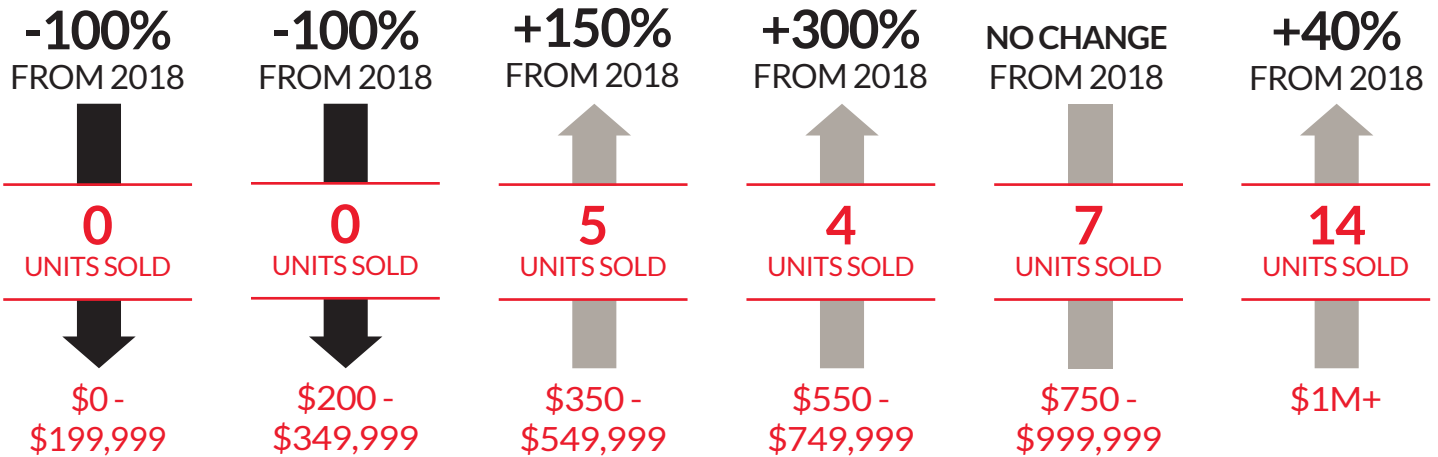 -100%
FROM 2018
0
UNITS SOLD
$0 -
$199,999
-100%
FROM 2018
0
UNITS SOLD
$200 -
$349,999
+150%
FROM 2018
5
UNITS SOLD
$350 -
$549,999
+300%
FROM 2018
4
UNITS SOLD
$550 -
$749,999
NO CHANGE
FROM 2018
7
UNITS SOLD
$750 -
$999,999
+40%
FROM 2018
14
UNITS SOLD
$1M+